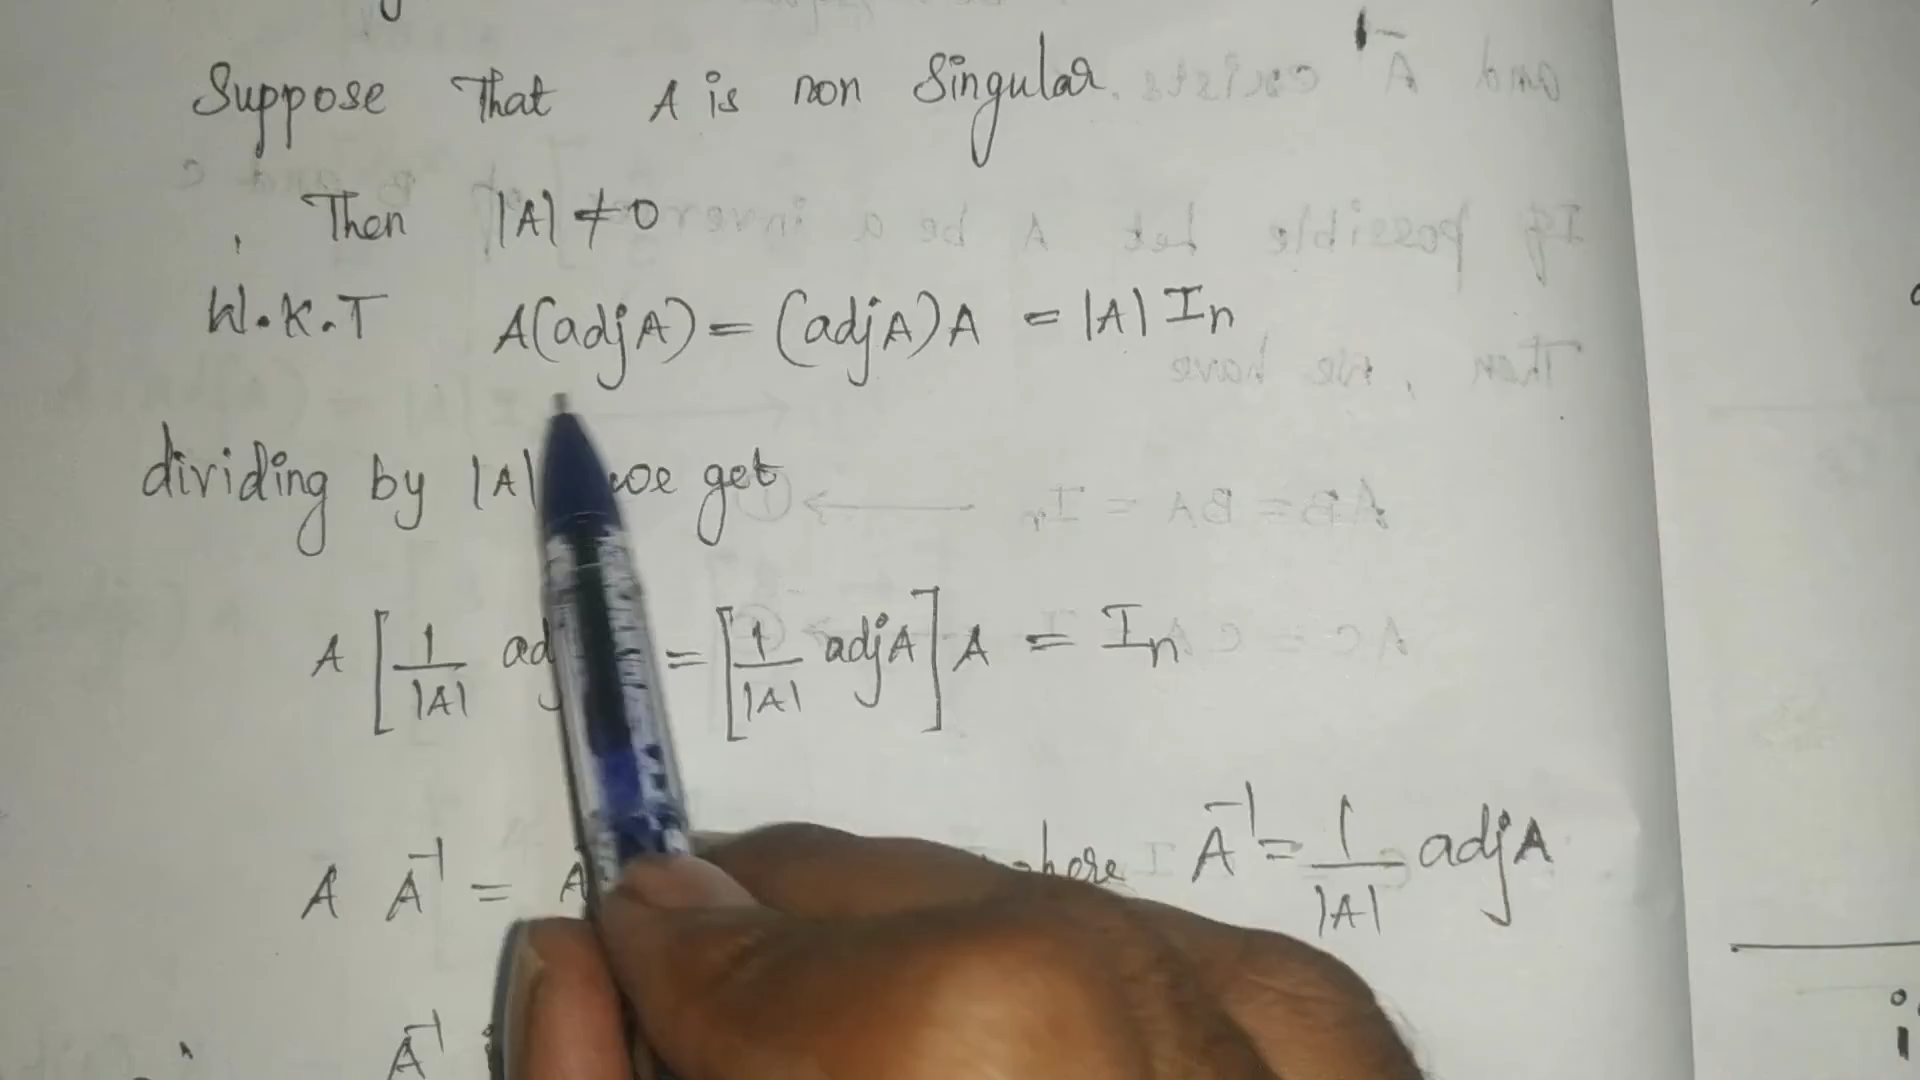 Suppose That A is non Singular.
Then |A| ≠ 0
W.K.T A(adjA) = (adjA)A = |A| In
dividing by |A| we get
A [1/|A| ad = [1/|A| adjA] A = In
A A⁻¹ = A where A⁻¹ = 1/|A| adjA
A⁻¹